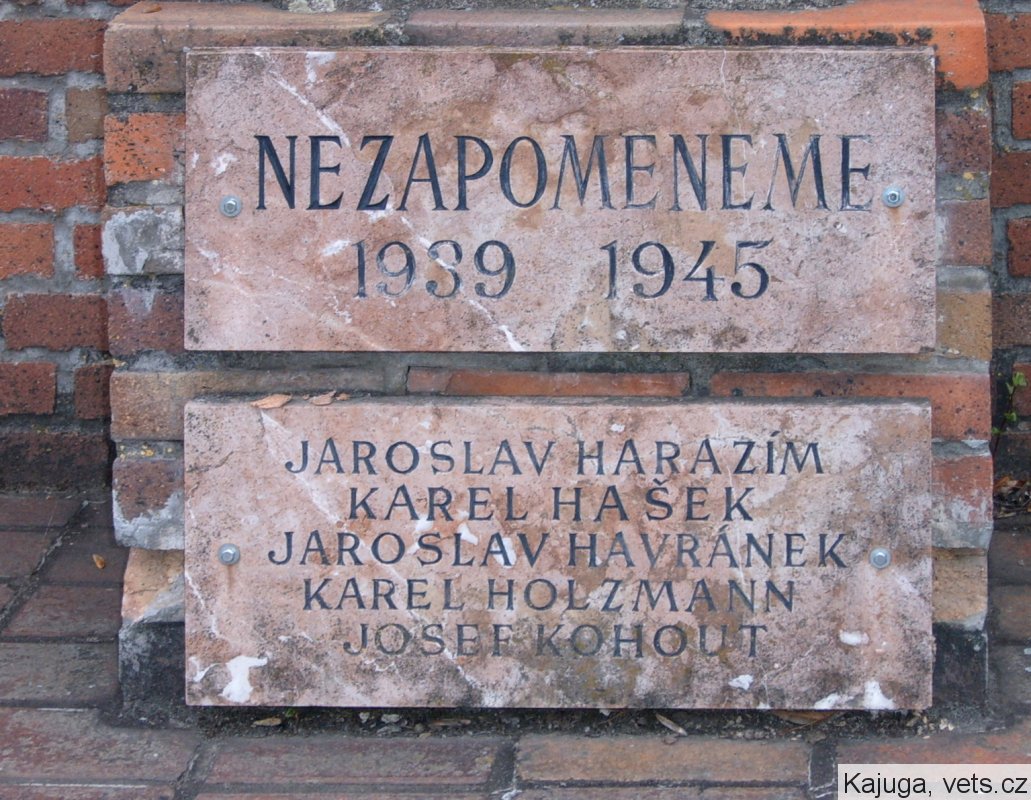 NEZAPOMENEME
1939 1945
JAROSLAV HARAZÍM
KAREL HAŠEK
JAROSLAV HAVRÁNEK
KAREL HOLZMANN
JOSEF KOHOUT
Kajuga, vets.cz